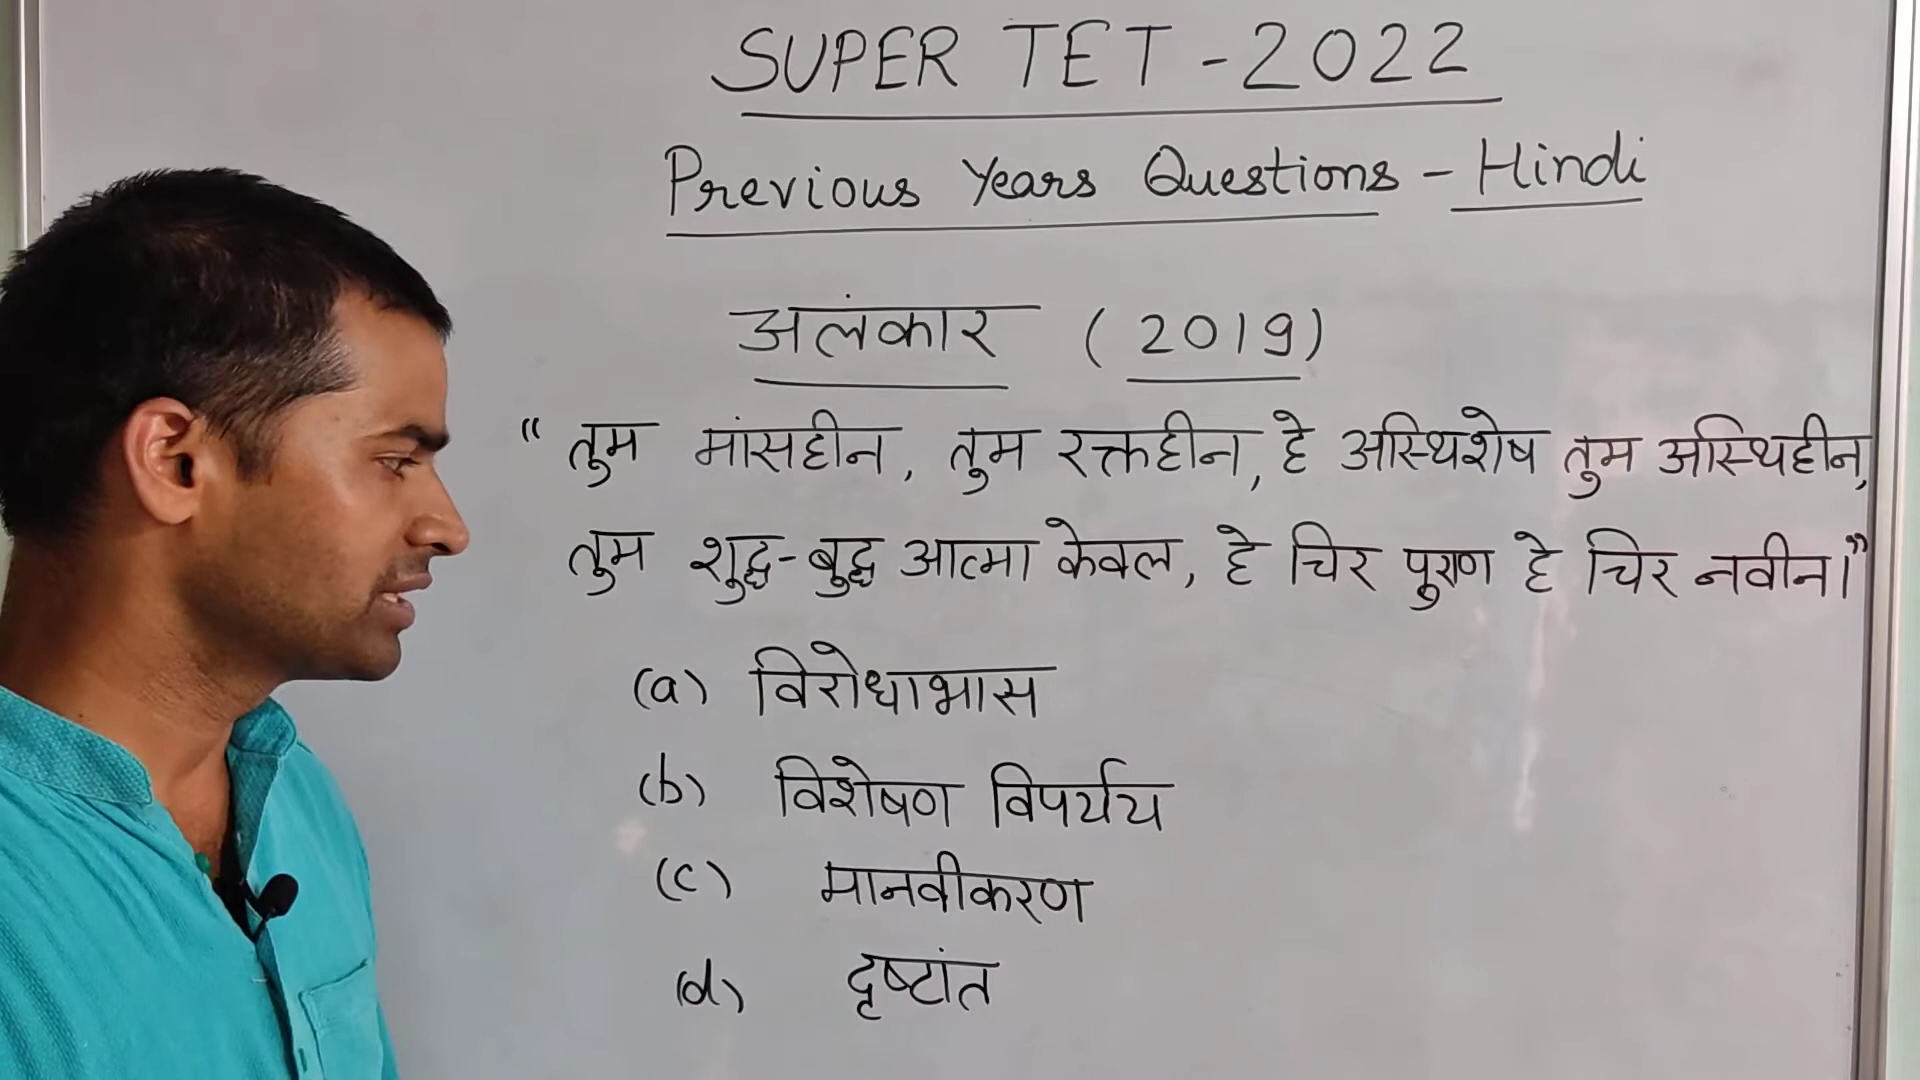 SUPER TET - 2022
Previous Years Questions - Hindi
अलंकार ( 2019 )
“ तुम मांसहीन, तुम रक्तहीन, हे अस्थिशेष तुम अस्थिहीन,
तुम शुद्ध-बुद्ध आत्मा केवल, हे चिर पुराण हे चिर नवीन।”
(a) विरोधाभास
(b) विशेषण विपर्यय
(c) मानवीकरण
(d) दृष्टांत